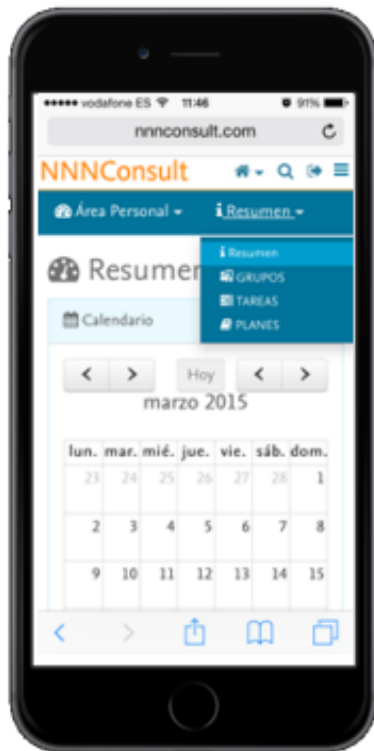 vodafone ES 11:46 91%
nnnconsult.com
NNNConsult
Área Personal Resumen
Resumen
GRUPOS
TAREAS
PLANES
Resumen
Calendario
Hoy
marzo 2015
lun. mar. mié. jue. vie. sáb. dom.
23 24 25 26 27 28 1
2 3 4 5 6 7 8
9 10 11 12 13 14 15